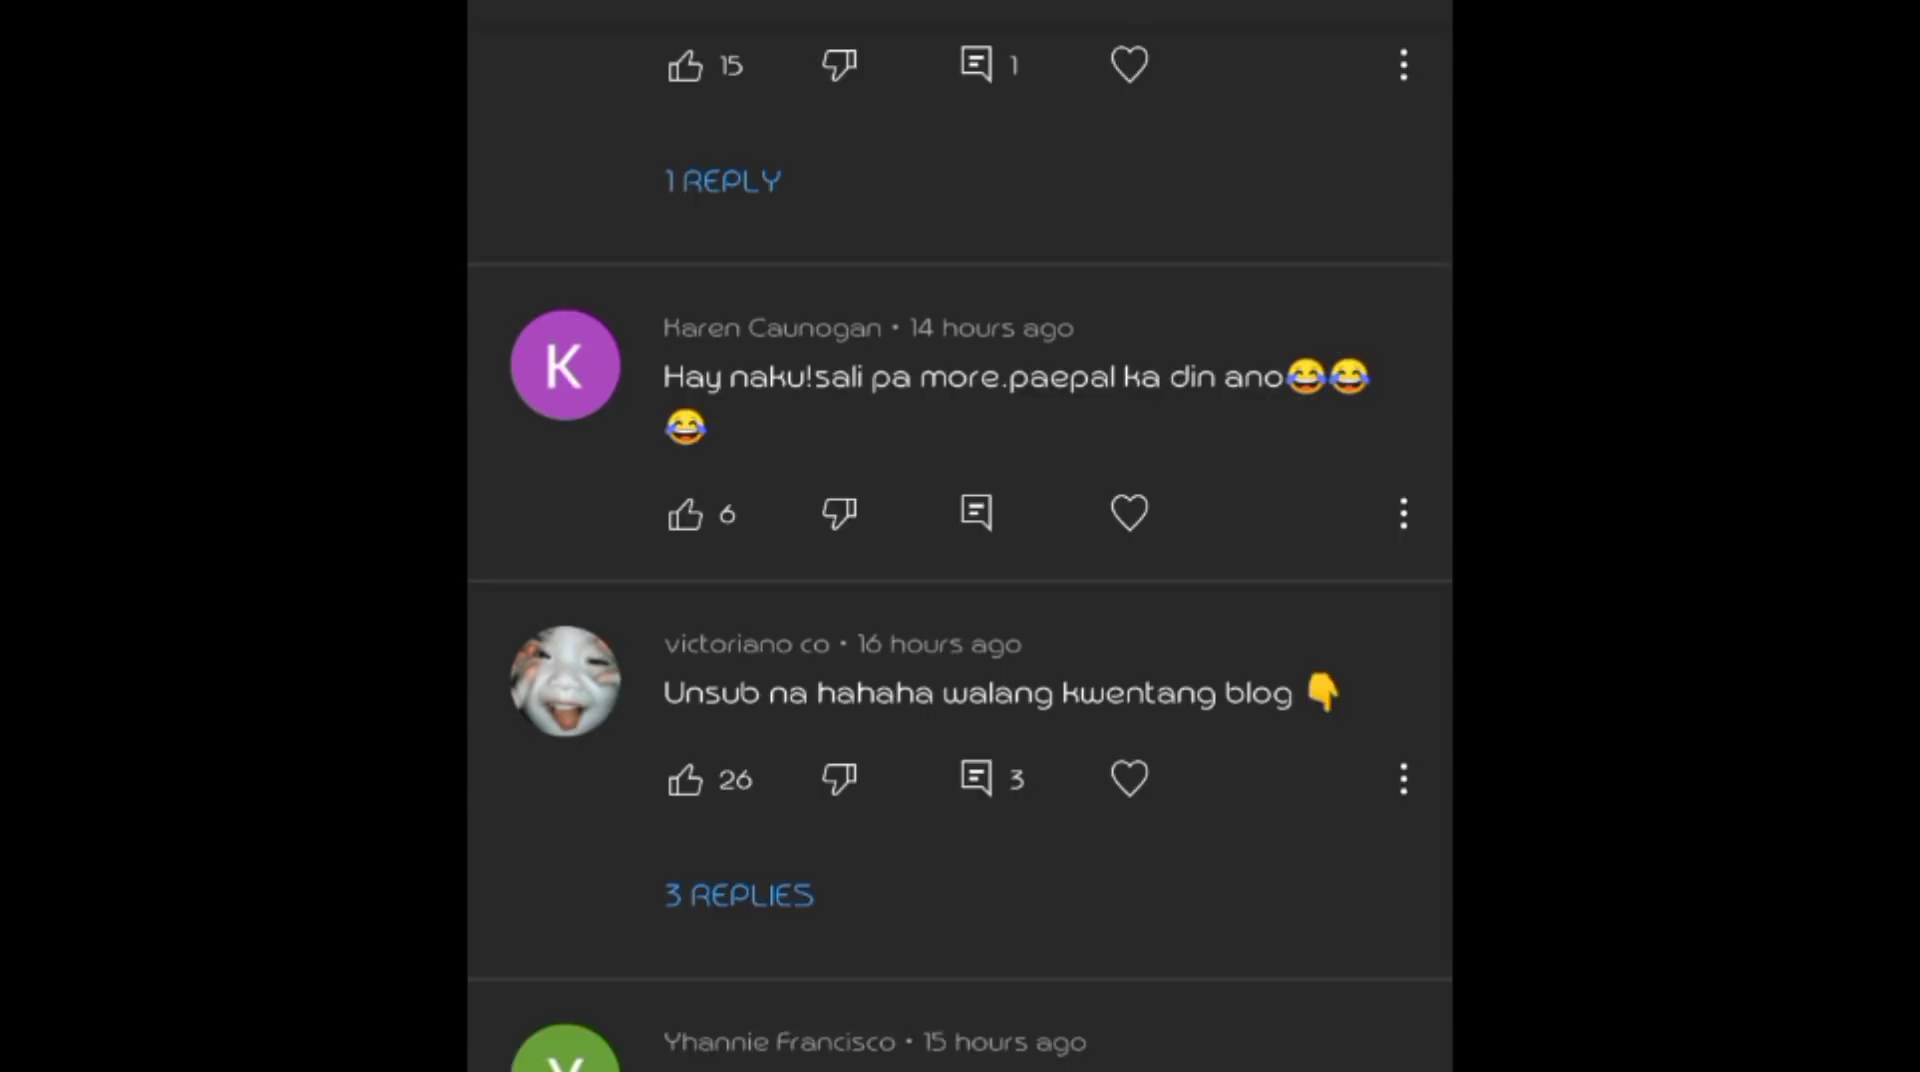 15 1
1 REPLY
K
Karen Caunogan • 14 hours ago
Hay naku!sali pa more.paepal ka din ano😂😂
😂
6
victoriano co • 16 hours ago
Unsub na hahaha walang kwentang blog 👇
26 3
3 REPLIES
Yhannie Francisco • 15 hours ago
Y